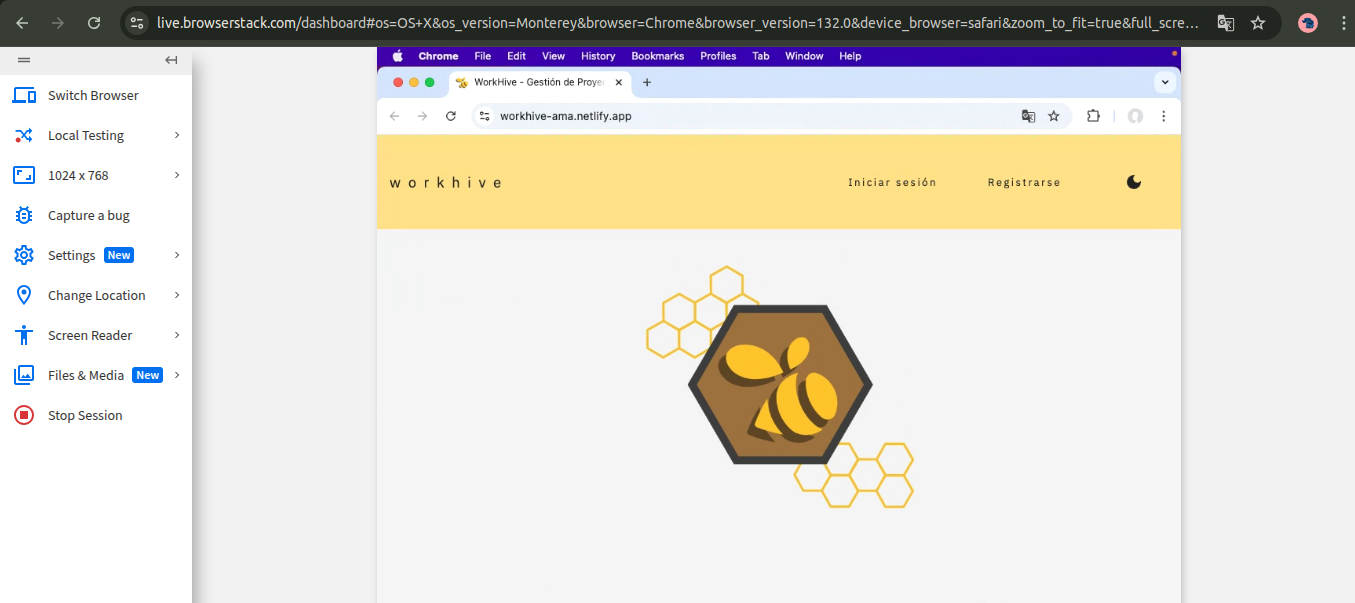 live.browserstack.com/dashboard#os=OS+X&os_version=Monterey&browser=Chrome&browser_version=132.0&device_browser=safari&zoom_to_fit=true&full_scre...
Switch Browser
Local Testing
1024 x 768
Capture a bug
Settings New
Change Location
Screen Reader
Files & Media New
Stop Session
Chrome File Edit View History Bookmarks Profiles Tab Window Help
WorkHive - Gestión de Proye
workhive-ama.netlify.app
workhive
Iniciar sesión Registrarse